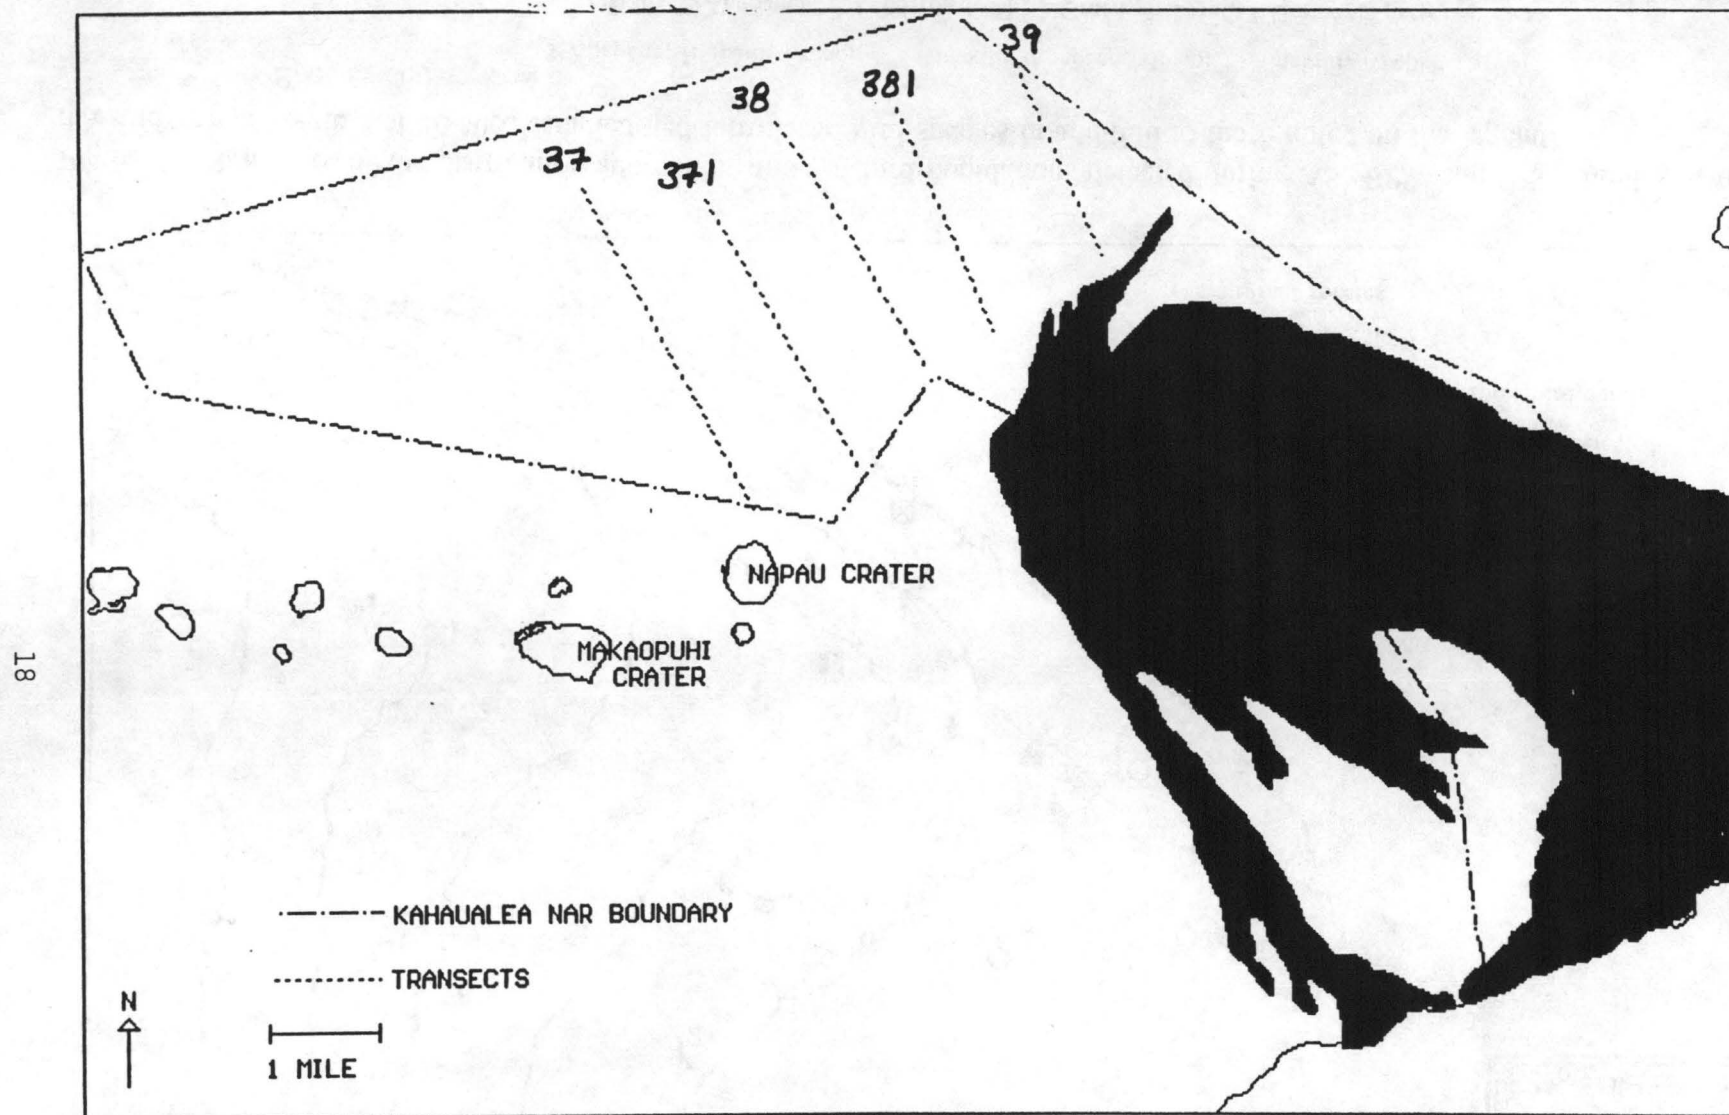 39
38
381
37
371
NAPAU CRATER
MAKAOPUHI
CRATER
18
KAHAUALEA NAR BOUNDARY
TRANSECTS
N
1 MILE